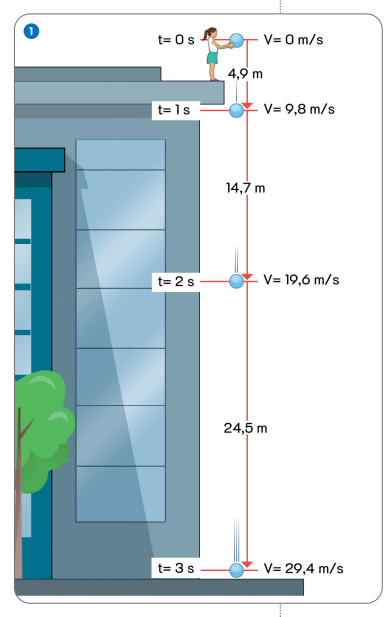 1
t= 0 s V= 0 m/s
4,9 m
t= 1 s V= 9,8 m/s
14,7 m
t= 2 s V= 19,6 m/s
24,5 m
t= 3 s V= 29,4 m/s